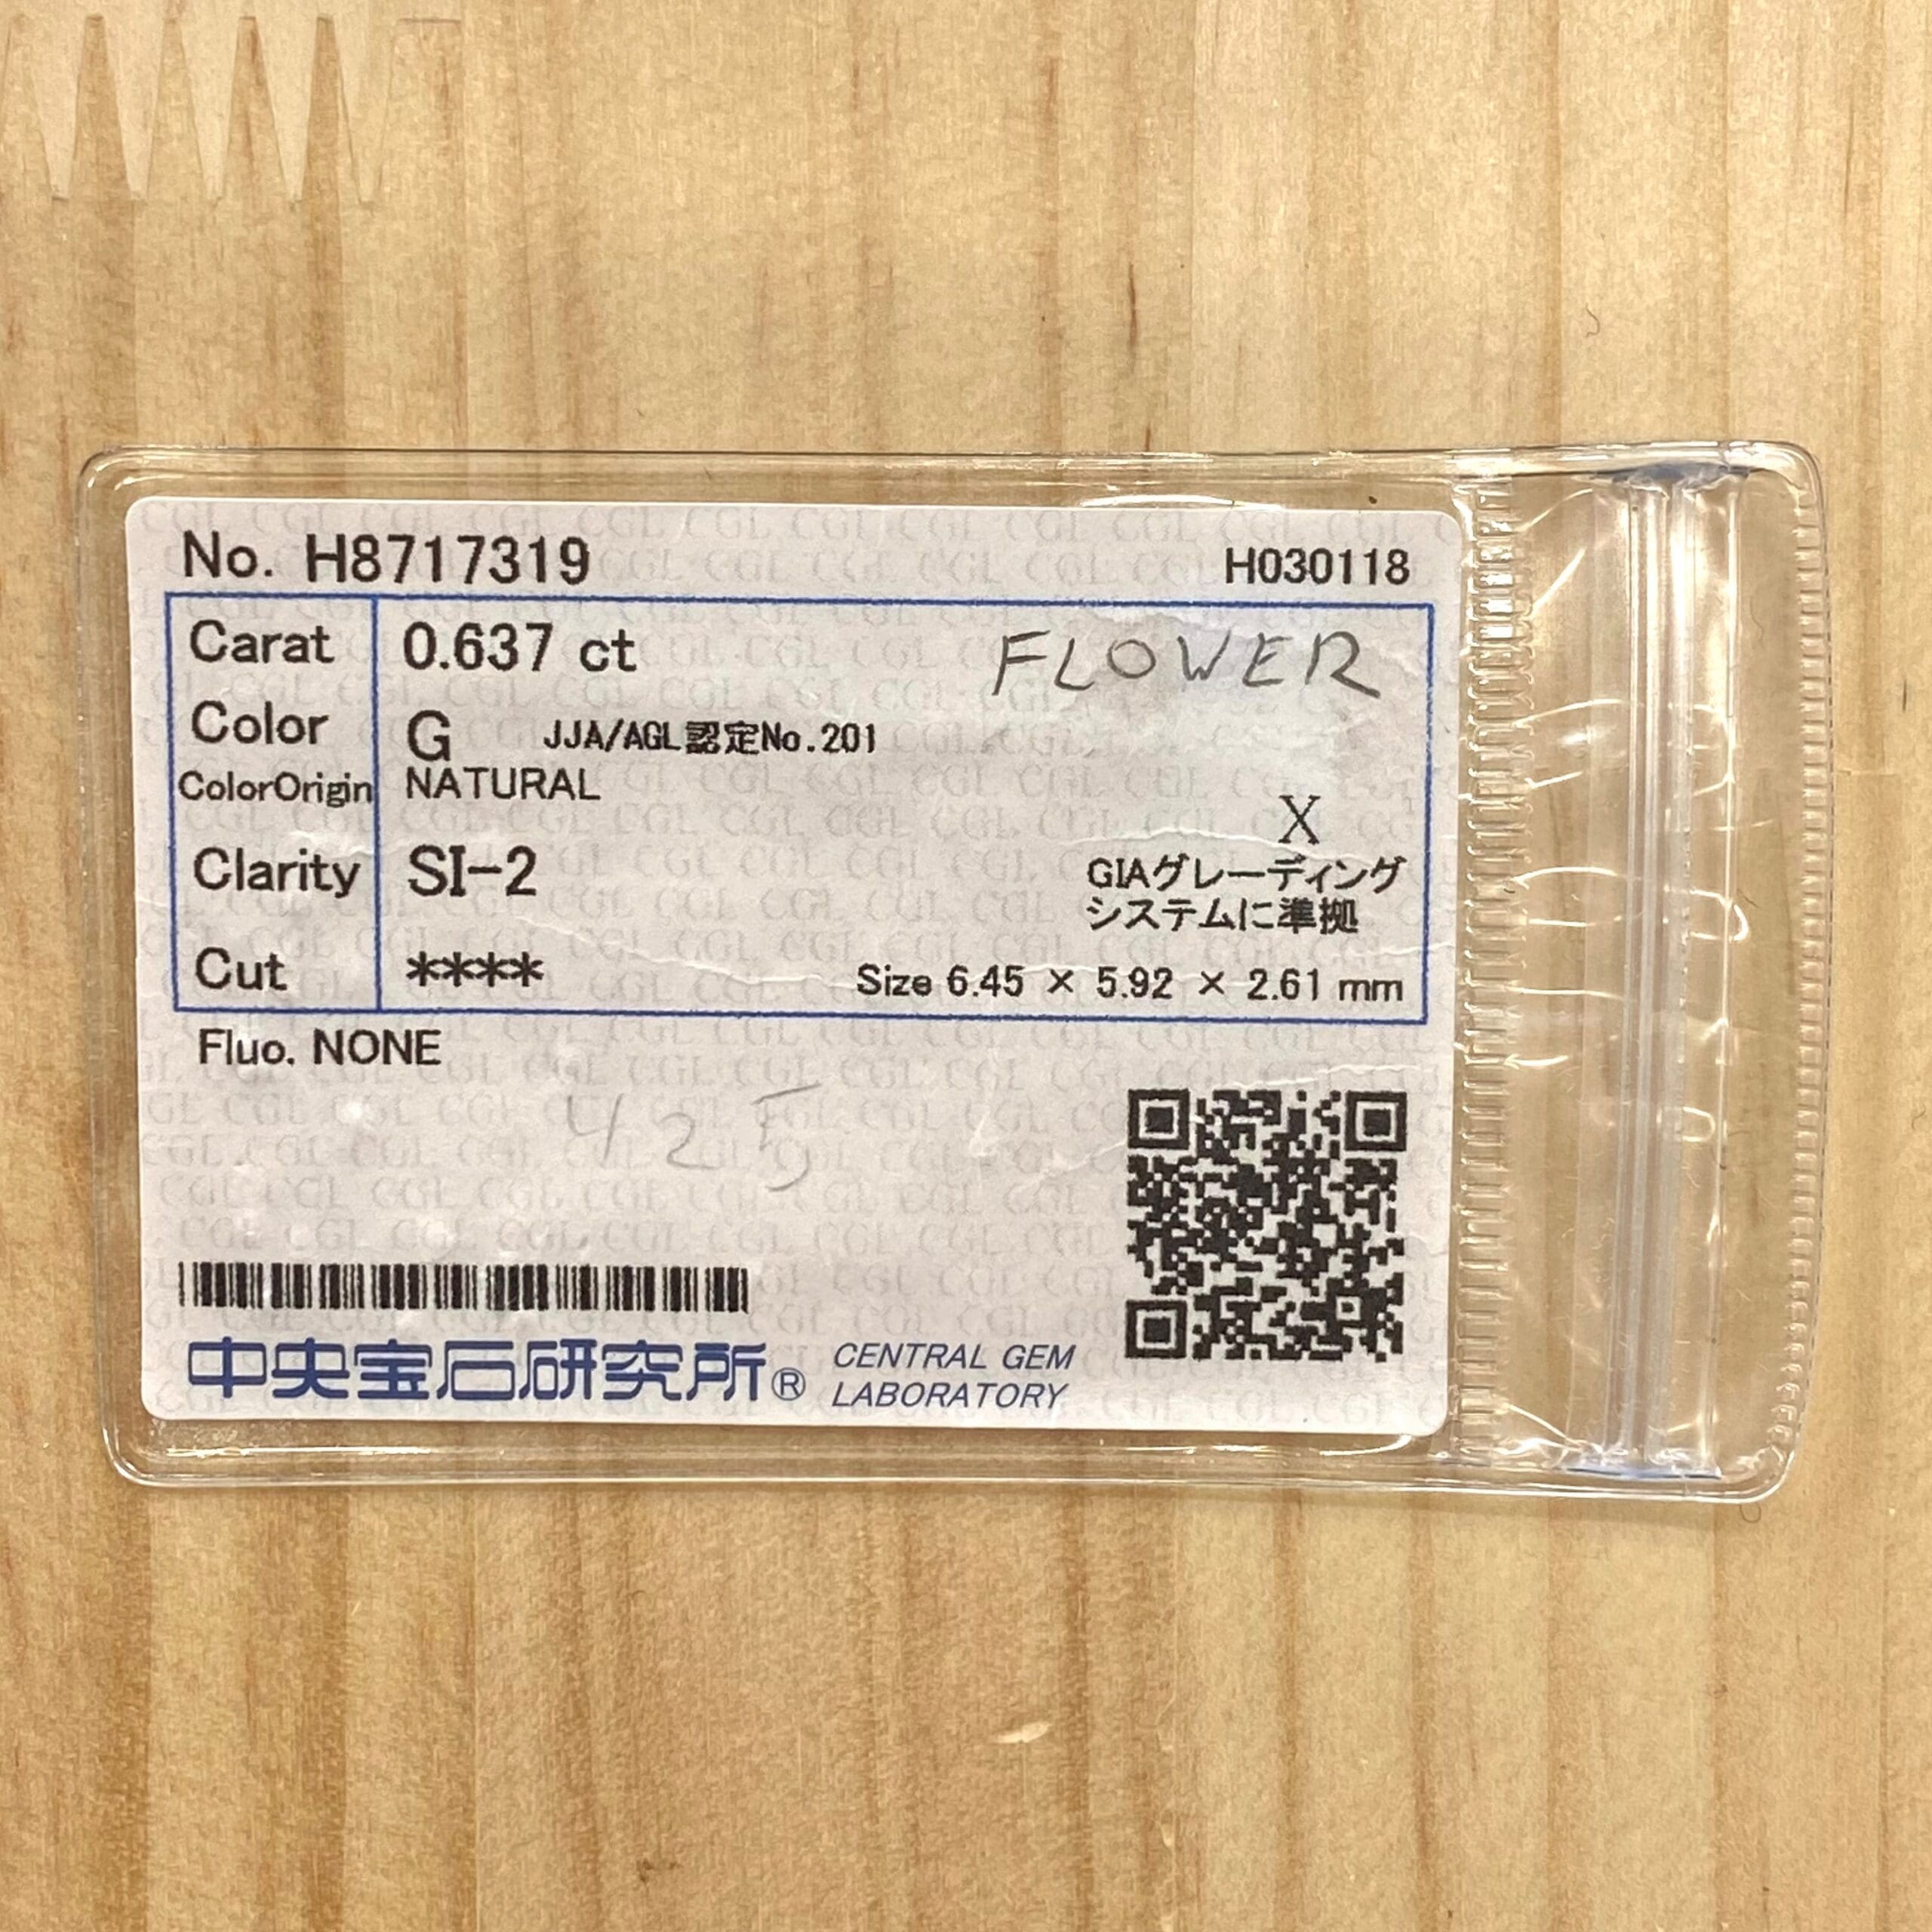 No. H8717319 H030118
Carat 0.637 ct FLOWER
Color G JJA/AGL認定No.201
ColorOrigin NATURAL
X
Clarity SI-2 GIAグレーディング
システムに準拠
Cut **** Size 6.45 × 5.92 × 2.61 mm
Fluo. NONE
425
中央宝石研究所® CENTRAL GEM
LABORATORY